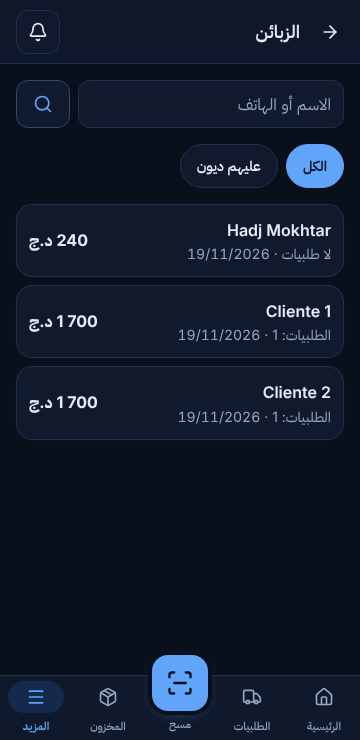 الزبائن
الاسم أو الهاتف
الكل
عليهم ديون
Hadj Mokhtar
240 د.ج
لا طلبيات · 19/11/2026
Cliente 1
1 700 د.ج
الطلبيات: 1 · 19/11/2026
Cliente 2
1 700 د.ج
الطلبيات: 1 · 19/11/2026
الرئيسية
الطلبيات
مسح
المخزون
المزيد